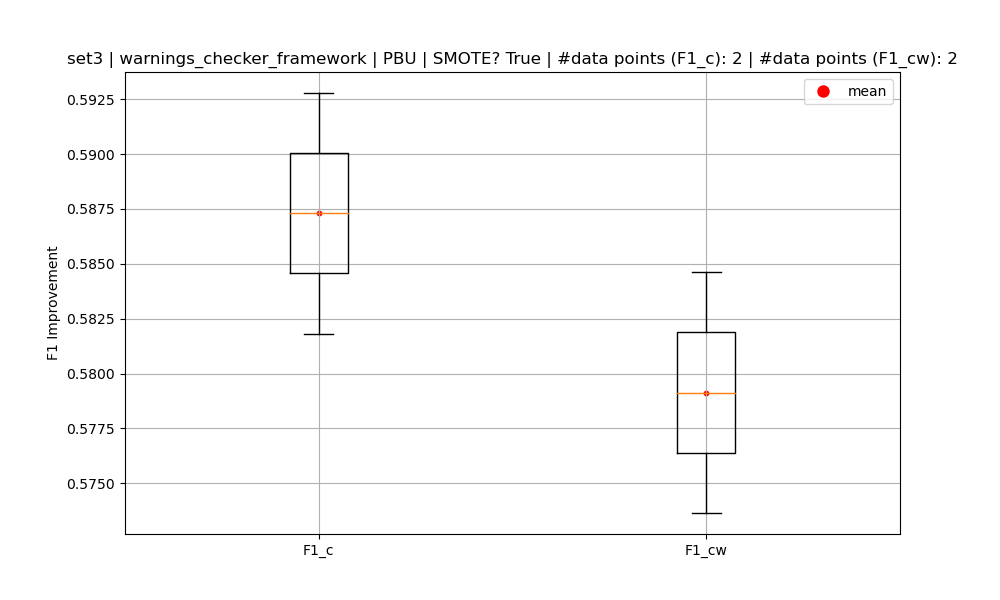 set3 | warnings_checker_framework | PBU | SMOTE? True | #data points (F1_c): 2 | #data points (F1_cw): 2
mean
F1 Improvement
0.5925
0.5900
0.5875
0.5850
0.5825
0.5800
0.5775
0.5750
F1_c
F1_cw